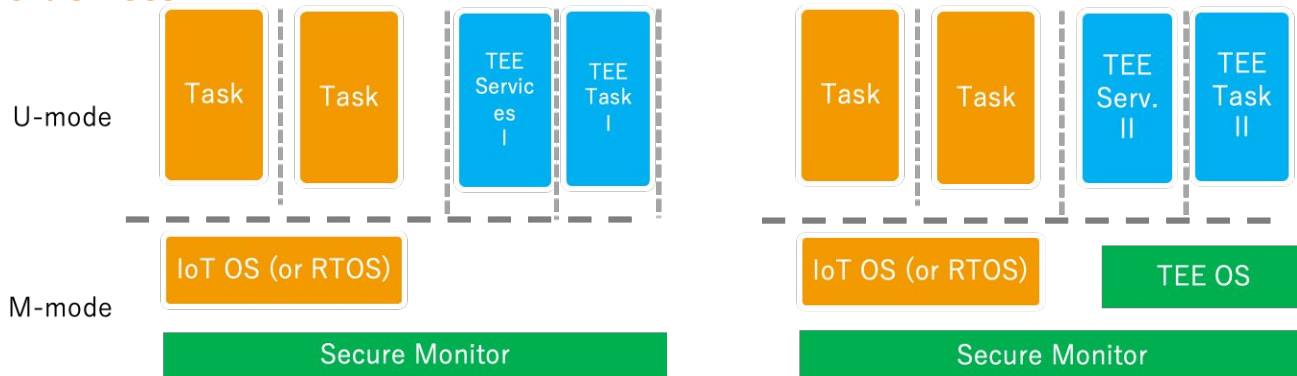 U-mode
Task
Task
TEE
Servic
es
I
TEE
Task
I
Task
Task
TEE
Serv.
II
TEE
Task
II
M-mode
IoT OS (or RTOS)
Secure Monitor
IoT OS (or RTOS)
TEE OS
Secure Monitor